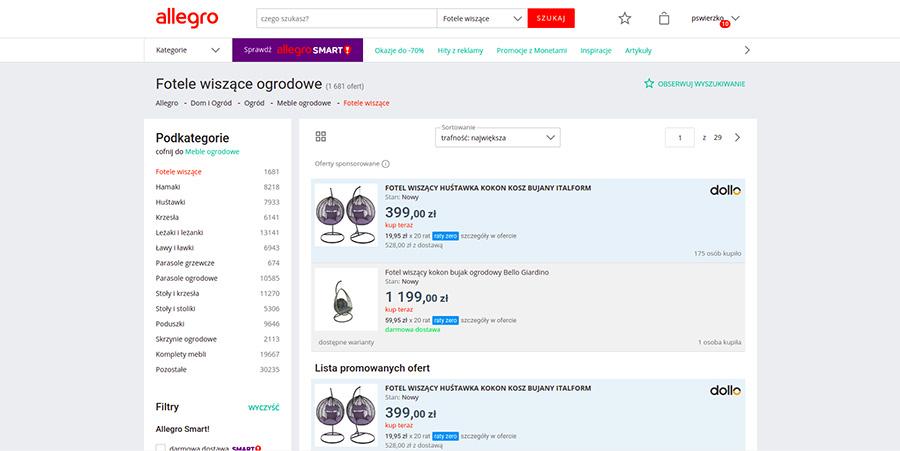 allegro
czego szukasz?
Fotele wiszące
SZUKAJ
pswierzko
10
Kategorie
Sprawdź allegro SMART!
Okazje do -70%
Hity z reklamy
Promocje z Monetami
Inspiracje
Artykuły
Fotele wiszące ogrodowe (1 681 ofert)
OBSERWUJ WYSZUKIWANIE
Allegro - Dom i Ogród - Ogród - Meble ogrodowe - Fotele wiszące
Podkategorie
cofnij do Meble ogrodowe
Fotele wiszące 1681
Hamaki 8218
Huśtawki 7933
Krzesła 6141
Leżaki i leżanki 13141
Ławy i ławki 6943
Parasole grzewcze 674
Parasole ogrodowe 10585
Stoły i krzesła 11270
Stoły i stoliki 5306
Poduszki 9646
Skrzynie ogrodowe 2113
Komplety mebli 19667
Pozostałe 30235
Filtry WYCZYŚĆ
Allegro Smart!
darmowa dostawa SMART!
Sortowanie
trafność: największa
1 z 29
Oferty sponsorowane
FOTEL WISZĄCY HUŚTAWKA KOKON KOSZ BUJANY ITALFORM
dollo
Stan: Nowy
399,00 zł
kup teraz
19,95 zł x 20 rat raty zero szczegóły w ofercie
528,00 zł z dostawą
175 osób kupiło
Fotel wiszący kokon bujak ogrodowy Bello Giardino
Stan: Nowy
1 199,00 zł
kup teraz
59,95 zł x 20 rat raty zero szczegóły w ofercie
darmowa dostawa
dostępne warianty
1 osoba kupiła
Lista promowanych ofert
FOTEL WISZĄCY HUŚTAWKA KOKON KOSZ BUJANY ITALFORM
dollo
Stan: Nowy
399,00 zł
kup teraz
19,95 zł x 20 rat raty zero szczegóły w ofercie
528,00 zł z dostawą